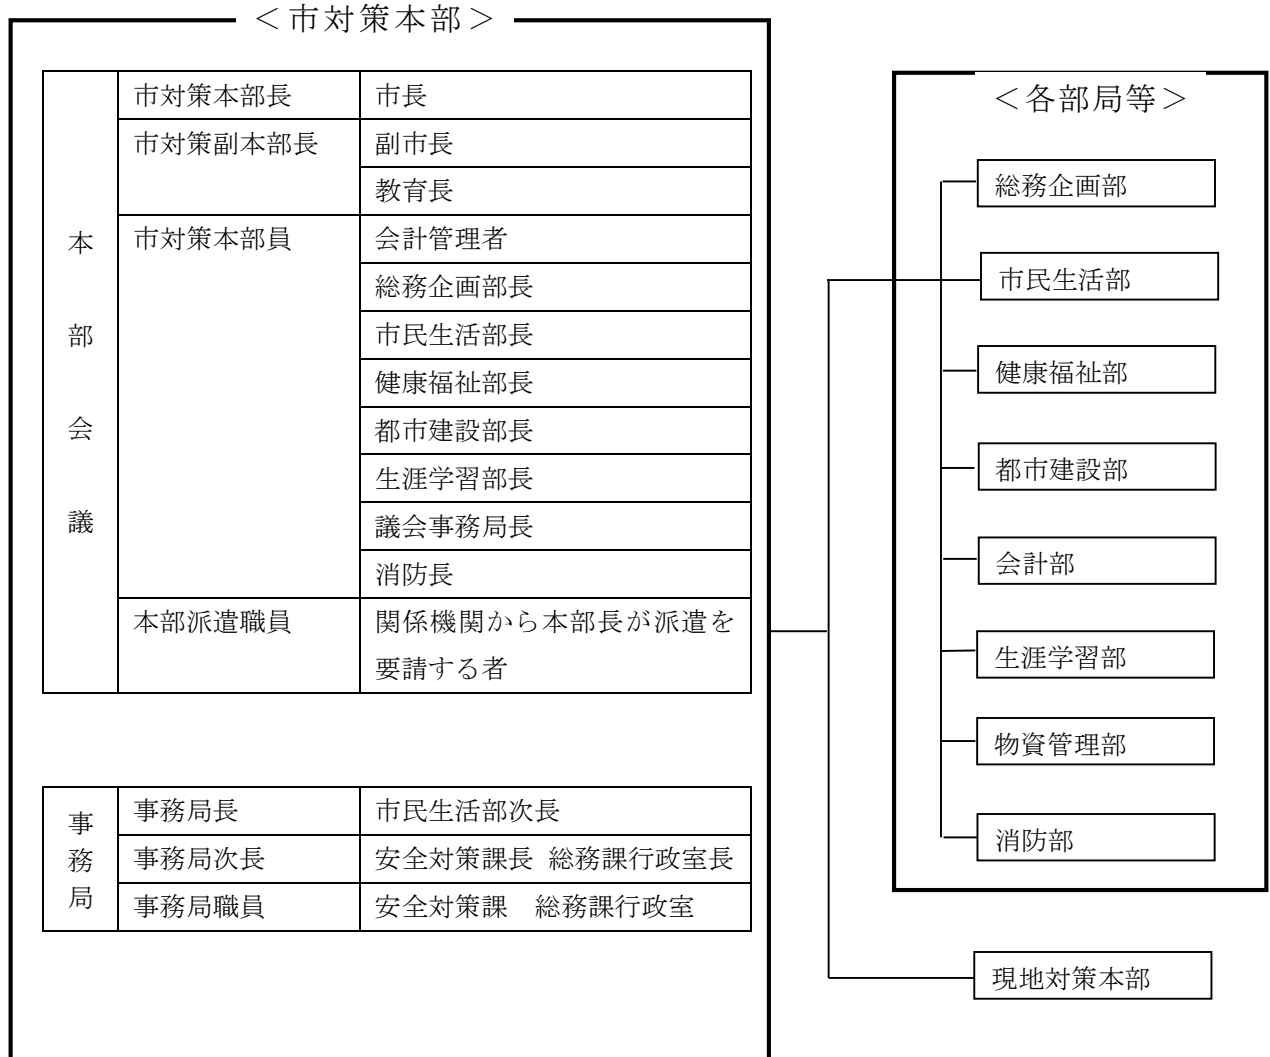 ＜市対策本部＞
本部会議
市対策本部長 市長
市対策副本部長 副市長
教育長
市対策本部員 会計管理者
総務企画部長
市民生活部長
健康福祉部長
都市建設部長
生涯学習部長
議会事務局長
消防長
本部派遣職員 関係機関から本部長が派遣を
要請する者
事務局
事務局長 市民生活部次長
事務局次長 安全対策課長 総務課行政室長
事務局職員 安全対策課　総務課行政室
＜各部局等＞
総務企画部
市民生活部
健康福祉部
都市建設部
会計部
生涯学習部
物資管理部
消防部
現地対策本部